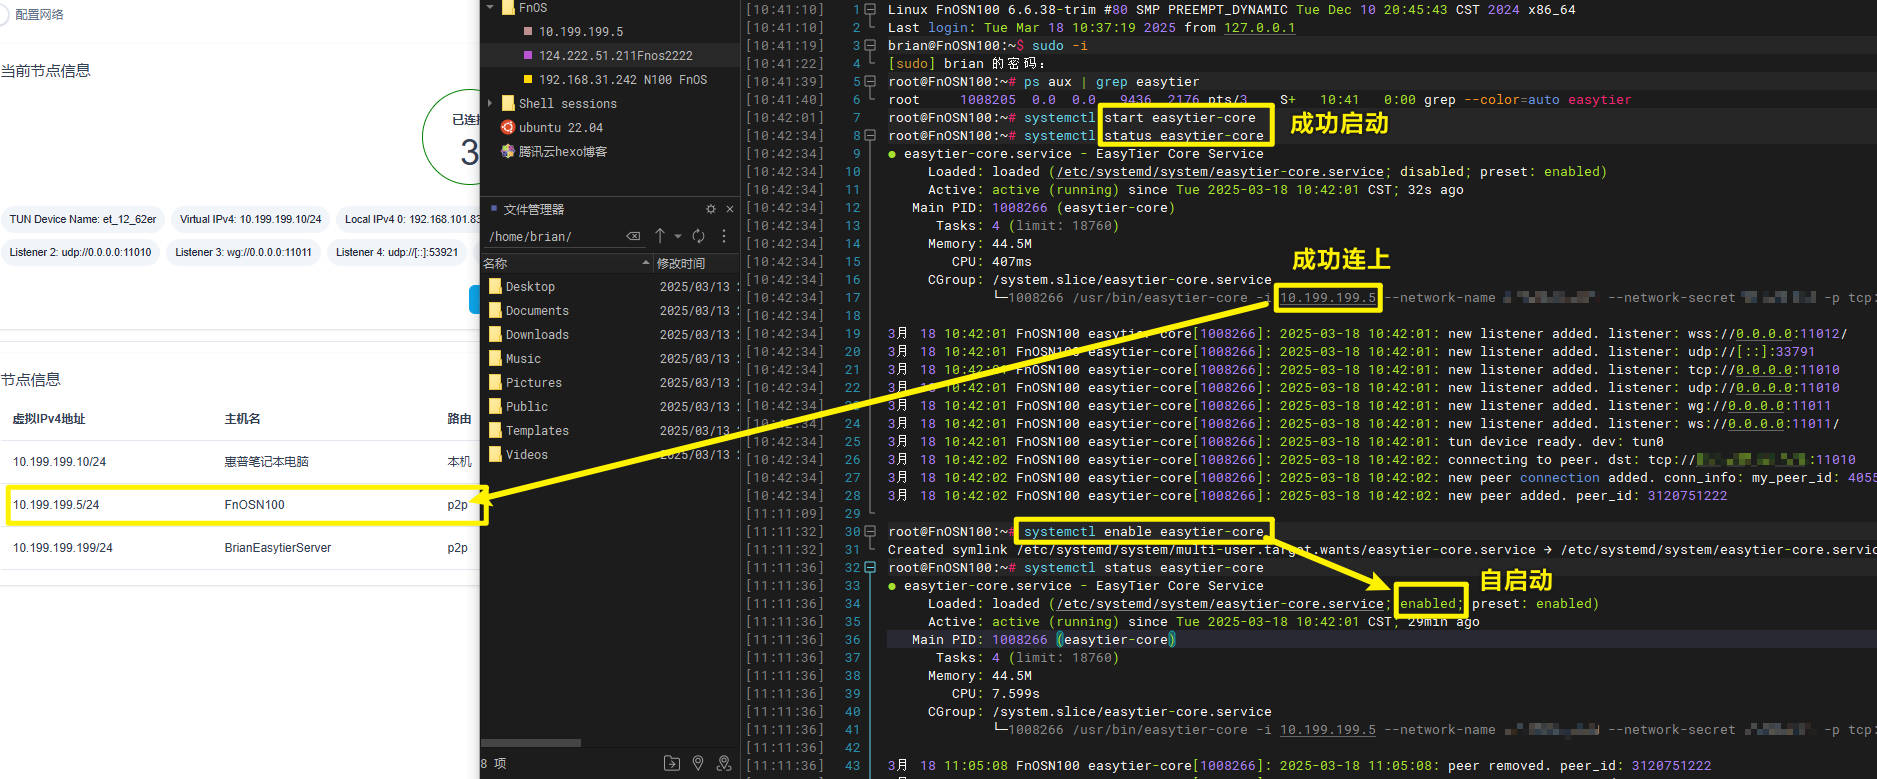 配置网络
当前节点信息
已连接
3
TUN Device Name: et_12_62er
Virtual IPv4: 10.199.199.10/24
Local IPv4 0: 192.168.101.83
Listener 2: udp://0.0.0.0:11010
Listener 3: wg://0.0.0.0:11011
Listener 4: udp://[::]:53921
节点信息
虚拟IPv4地址 主机名 路由
10.199.199.10/24 惠普笔记本电脑 本机
10.199.199.5/24 FnOSN100 p2p
10.199.199.199/24 BrianEasytierServer p2p
FnOS
10.199.199.5
124.222.51.211Fnos2222
192.168.31.242 N100 FnOS
Shell sessions
ubuntu 22.04
腾讯云hexo博客
文件管理器
/home/brian/
名称 修改时间
Desktop 2025/03/13
Documents 2025/03/13
Downloads 2025/03/13
Music 2025/03/13
Pictures 2025/03/13
Public 2025/03/13
Templates 2025/03/13
Videos 2025/03/13
8 项
[10:41:10] 1 Linux FnOSN100 6.6.38-trim #80 SMP PREEMPT_DYNAMIC Tue Dec 10 20:45:43 CST 2024 x86_64
[10:41:10] 2 Last login: Tue Mar 18 10:37:19 2025 from 127.0.0.1
[10:41:19] 3 brian@FnOSN100:~$ sudo -i
[10:41:22] 4 [sudo] brian 的密码：
[10:41:39] 5 root@FnOSN100:~# ps aux | grep easytier
[10:41:40] 6 root 1008205 0.0 0.0 9436 2176 pts/3 S+ 10:41 0:00 grep --color=auto easytier
[10:42:01] 7 root@FnOSN100:~# systemctl start easytier-core
[10:42:34] 8 root@FnOSN100:~# systemctl status easytier-core
成功启动
[10:42:34] 9 ● easytier-core.service - EasyTier Core Service
[10:42:34] 10 Loaded: loaded (/etc/systemd/system/easytier-core.service; disabled; preset: enabled)
[10:42:34] 11 Active: active (running) since Tue 2025-03-18 10:42:01 CST; 32s ago
[10:42:34] 12 Main PID: 1008266 (easytier-core)
[10:42:34] 13 Tasks: 4 (limit: 18760)
[10:42:34] 14 Memory: 44.5M
[10:42:34] 15 CPU: 407ms
[10:42:34] 16 CGroup: /system.slice/easytier-core.service
成功连上
[10:42:34] 17 └─1008266 /usr/bin/easytier-core -i 10.199.199.5 --network-name --network-secret -p tcp:
[10:42:34] 18
[10:42:34] 19 3月 18 10:42:01 FnOSN100 easytier-core[1008266]: 2025-03-18 10:42:01: new listener added. listener: wss://0.0.0.0:11012/
[10:42:34] 20 3月 18 10:42:01 FnOSN100 easytier-core[1008266]: 2025-03-18 10:42:01: new listener added. listener: udp://[::]:33791
[10:42:34] 21 3月 18 10:42:01 FnOSN100 easytier-core[1008266]: 2025-03-18 10:42:01: new listener added. listener: tcp://0.0.0.0:11010
[10:42:34] 22 3月 18 10:42:01 FnOSN100 easytier-core[1008266]: 2025-03-18 10:42:01: new listener added. listener: udp://0.0.0.0:11010
[10:42:34] 3月 18 10:42:01 FnOSN100 easytier-core[1008266]: 2025-03-18 10:42:01: new listener added. listener: wg://0.0.0.0:11011
[10:42:34] 24 3月 18 10:42:01 FnOSN100 easytier-core[1008266]: 2025-03-18 10:42:01: new listener added. listener: ws://0.0.0.0:11011/
[10:42:34] 25 3月 18 10:42:01 FnOSN100 easytier-core[1008266]: 2025-03-18 10:42:01: tun device ready. dev: tun0
[10:42:34] 26 3月 18 10:42:02 FnOSN100 easytier-core[1008266]: 2025-03-18 10:42:02: connecting to peer. dst: tcp:// :11010
[10:42:34] 27 3月 18 10:42:02 FnOSN100 easytier-core[1008266]: 2025-03-18 10:42:02: new peer connection added. conn_info: my_peer_id: 4055
[10:42:34] 28 3月 18 10:42:02 FnOSN100 easytier-core[1008266]: 2025-03-18 10:42:02: new peer added. peer_id: 3120751222
[11:11:09] 29
[11:11:32] 30 root@FnOSN100:~# systemctl enable easytier-core
[11:11:32] 31 Created symlink /etc/systemd/system/multi-user.target.wants/easytier-core.service → /etc/systemd/system/easytier-core.servic
[11:11:36] 32 root@FnOSN100:~# systemctl status easytier-core
[11:11:36] 33 ● easytier-core.service - EasyTier Core Service
自启动
[11:11:36] 34 Loaded: loaded (/etc/systemd/system/easytier-core.service; enabled; preset: enabled)
[11:11:36] 35 Active: active (running) since Tue 2025-03-18 10:42:01 CST; 29min ago
[11:11:36] 36 Main PID: 1008266 (easytier-core)
[11:11:36] 37 Tasks: 4 (limit: 18760)
[11:11:36] 38 Memory: 44.5M
[11:11:36] 39 CPU: 7.599s
[11:11:36] 40 CGroup: /system.slice/easytier-core.service
[11:11:36] 41 └─1008266 /usr/bin/easytier-core -i 10.199.199.5 --network-name --network-secret -p tcp:
[11:11:36] 42
[11:11:36] 43 3月 18 11:05:08 FnOSN100 easytier-core[1008266]: 2025-03-18 11:05:08: peer removed. peer_id: 3120751222